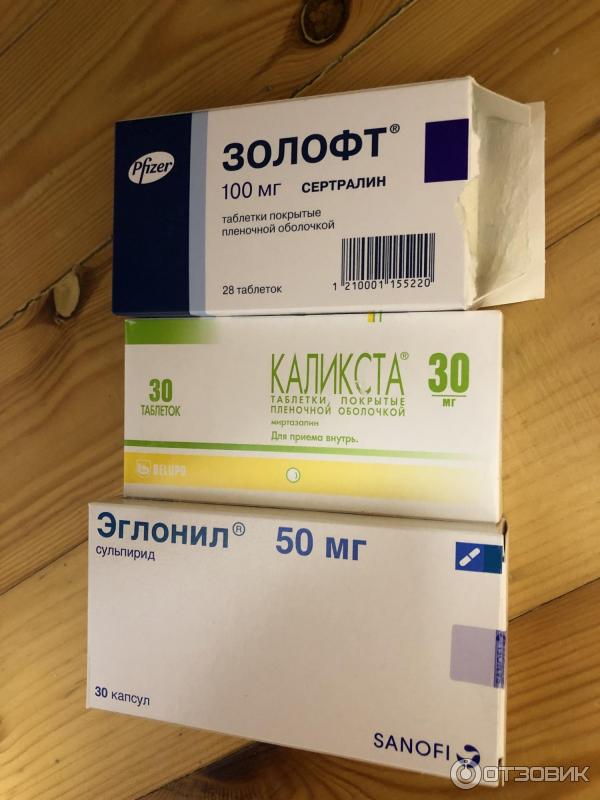 Pfizer
ЗОЛОФТ®
100 мг СЕРТРАЛИН
таблетки покрытые
пленочной оболочкой
28 таблеток
1 210001 155220
30
ТАБЛЕТОК
КАЛИКСТА® 30
МГ
ТАБЛЕТКИ, ПОКРЫТЫЕ
ПЛЕНОЧНОЙ ОБОЛОЧКОЙ
миртазапин
Для приема внутрь.
BELUPO
Эглонил® 50 мг
сульпирид
SANOFI
30 капсул
SANOFI
ОТЗОВИК